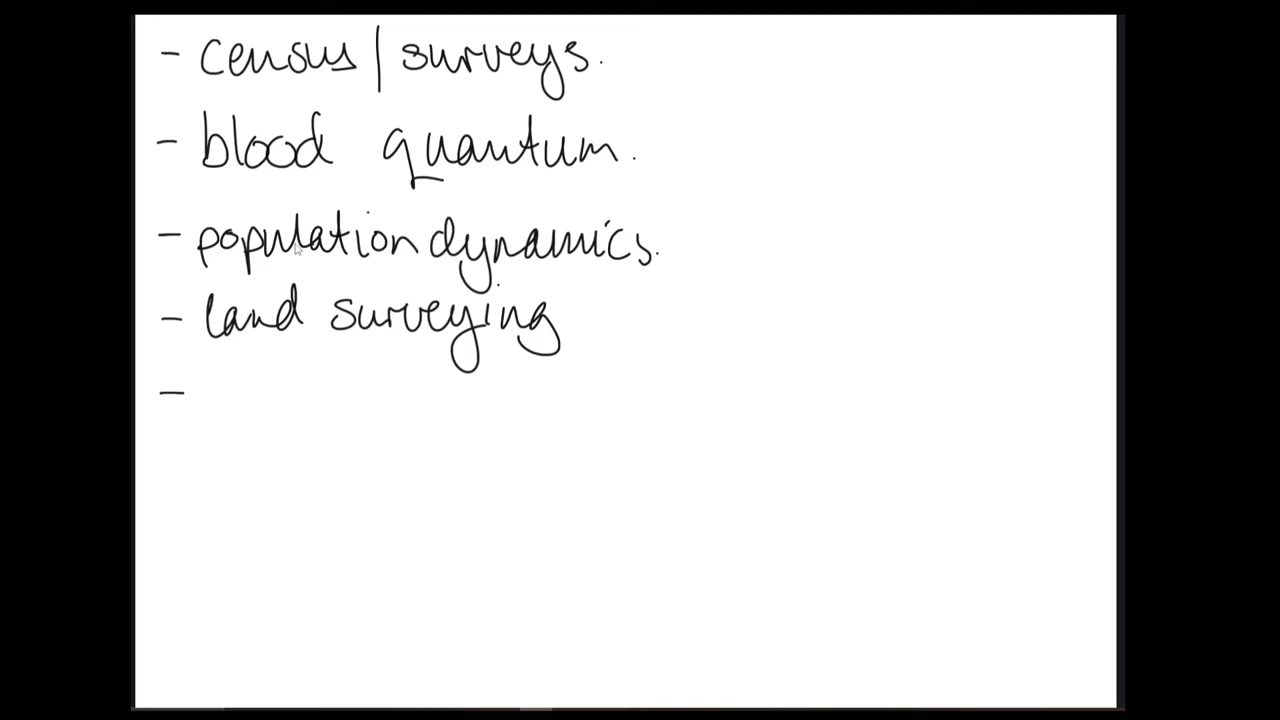 - census | surveys.
- blood quantum.
- population dynamics.
- land surveying
-